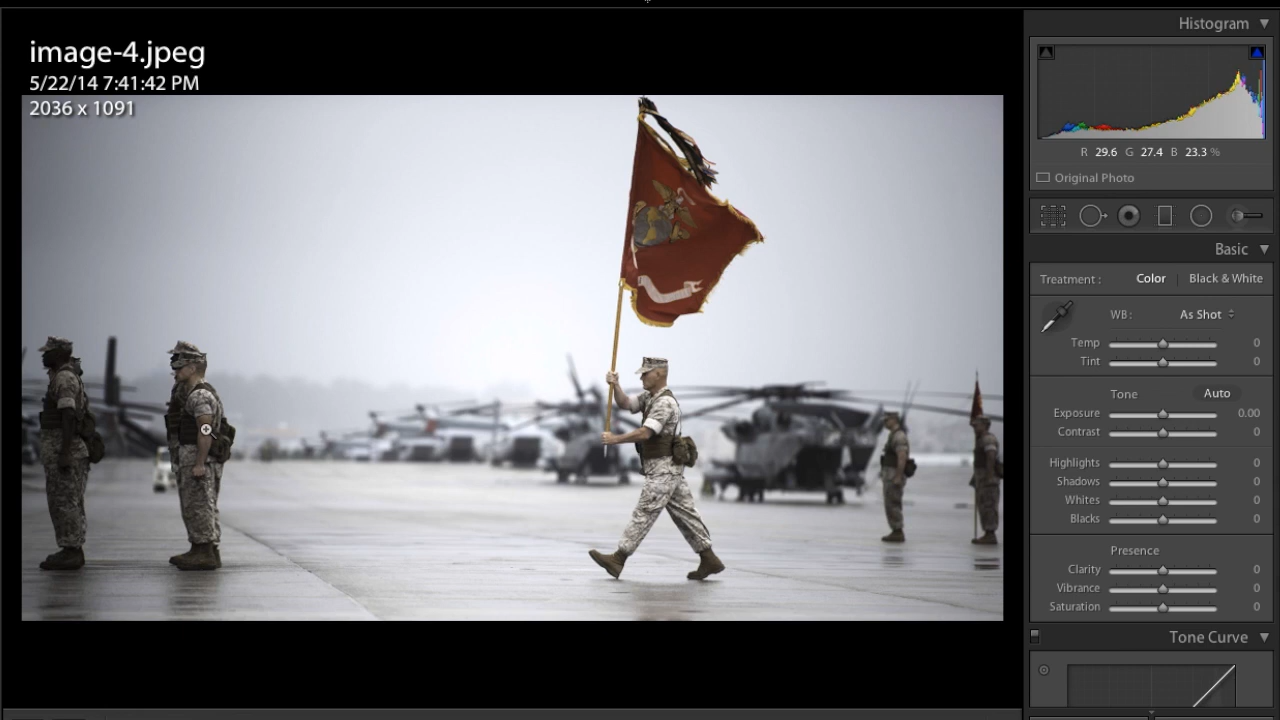 image-4.jpeg
5/22/14 7:41:42 PM
2036 x 1091
Histogram
R 29.6 G 27.4 B 23.3 %
Original Photo
Basic
Treatment : Color Black & White
WB: As Shot
Temp 0
Tint 0
Tone Auto
Exposure 0.00
Contrast 0
Highlights 0
Shadows 0
Whites 0
Blacks 0
Presence
Clarity 0
Vibrance 0
Saturation 0
Tone Curve